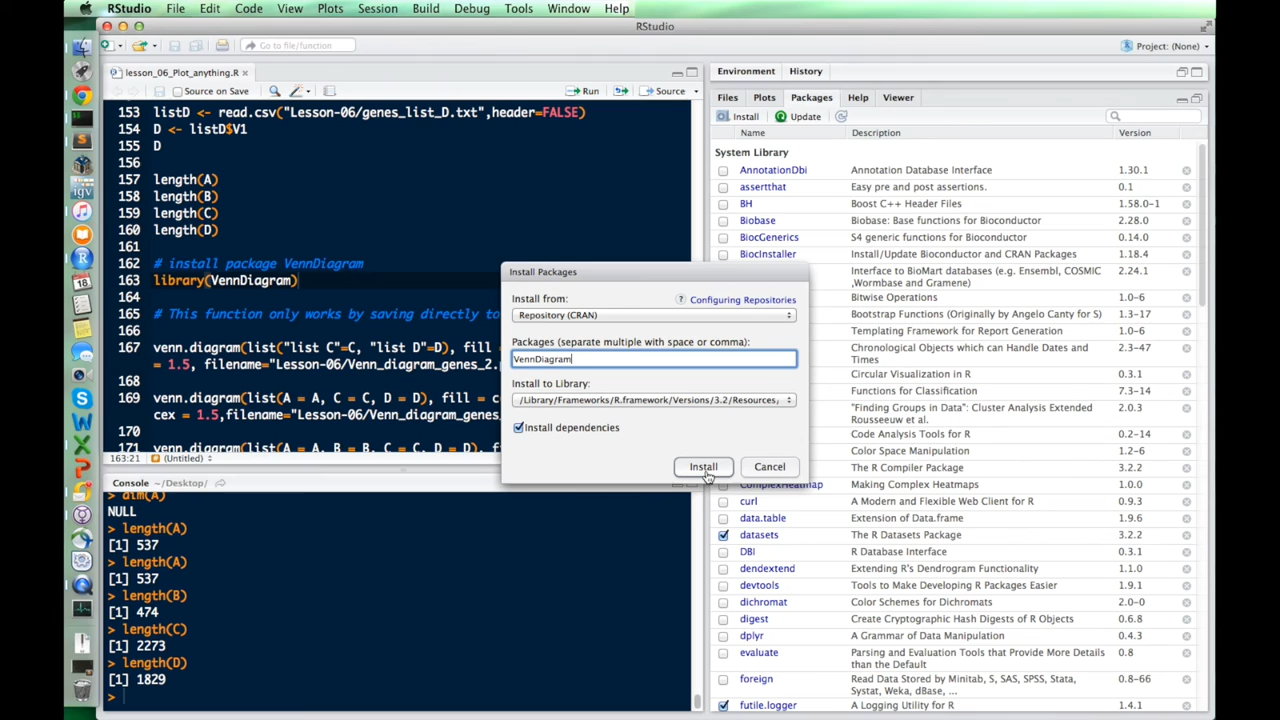 RStudio File Edit Code View Plots Session Build Debug Tools Window Help
RStudio
Go to file/function
Project: (None)
lesson_06_Plot_anything.R
Source on Save
Run
Source
153 listD <- read.csv("Lesson-06/genes_list_D.txt",header=FALSE)
154 D <- listD$V1
155 D
156
157 length(A)
158 length(B)
159 length(C)
160 length(D)
161
162 # install package VennDiagram
163 library(VennDiagram)
164
165 # This function only works by saving directly to
166
167 venn.diagram(list("list C"=C, "list D"=D), fill =
= 1.5, filename="Lesson-06/Venn_diagram_genes_2.
168
169 venn.diagram(list(A = A, C = C, D = D), fill =
cex = 1.5,filename="Lesson-06/Venn_diagram_genes_
170
171 venn.diagram(list(A = A, B = B, C = C, D = D),
163:21 (Untitled)
Console ~/Desktop/
> dim(A)
NULL
> length(A)
[1] 537
> length(A)
[1] 537
> length(B)
[1] 474
> length(C)
[1] 2273
> length(D)
[1] 1829
>
Install Packages
Install from:
? Configuring Repositories
Repository (CRAN)
Packages (separate multiple with space or comma):
VennDiagram
Install to Library:
/Library/Frameworks/R.framework/Versions/3.2/Resources,
Install dependencies
Install Cancel
Environment History
Files Plots Packages Help Viewer
Install Update
Name Description Version
System Library
AnnotationDbi Annotation Database Interface 1.30.1
assertthat Easy pre and post assertions. 0.1
BH Boost C++ Header Files 1.58.0-1
Biobase Biobase: Base functions for Bioconductor 2.28.0
BiocGenerics S4 generic functions for Bioconductor 0.14.0
BiocInstaller Install/Update Bioconductor and CRAN Packages 1.18.4
Interface to BioMart databases (e.g. Ensembl, COSMIC 2.24.1
,Wormbase and Gramene)
Bitwise Operations 1.0-6
Bootstrap Functions (Originally by Angelo Canty for S) 1.3-17
Templating Framework for Report Generation 1.0-6
Chronological Objects which can Handle Dates and 2.3-47
Times
Circular Visualization in R 0.3.1
Functions for Classification 7.3-14
"Finding Groups in Data": Cluster Analysis Extended 2.0.3
Rousseeuw et al.
Code Analysis Tools for R 0.2-14
Color Space Manipulation 1.2-6
The R Compiler Package 3.2.2
ComplexHeatmap Making Complex Heatmaps 1.0.0
curl A Modern and Flexible Web Client for R 0.9.3
data.table Extension of Data.frame 1.9.6
datasets The R Datasets Package 3.2.2
DBI R Database Interface 0.3.1
dendextend Extending R's Dendrogram Functionality 1.1.0
devtools Tools to Make Developing R Packages Easier 1.9.1
dichromat Color Schemes for Dichromats 2.0-0
digest Create Cryptographic Hash Digests of R Objects 0.6.8
dplyr A Grammar of Data Manipulation 0.4.3
evaluate Parsing and Evaluation Tools that Provide More Details 0.8
than the Default
foreign Read Data Stored by Minitab, S, SAS, SPSS, Stata, 0.8-66
Systat, Weka, dBase, ...
futile.logger A Logging Utility for R 1.4.1